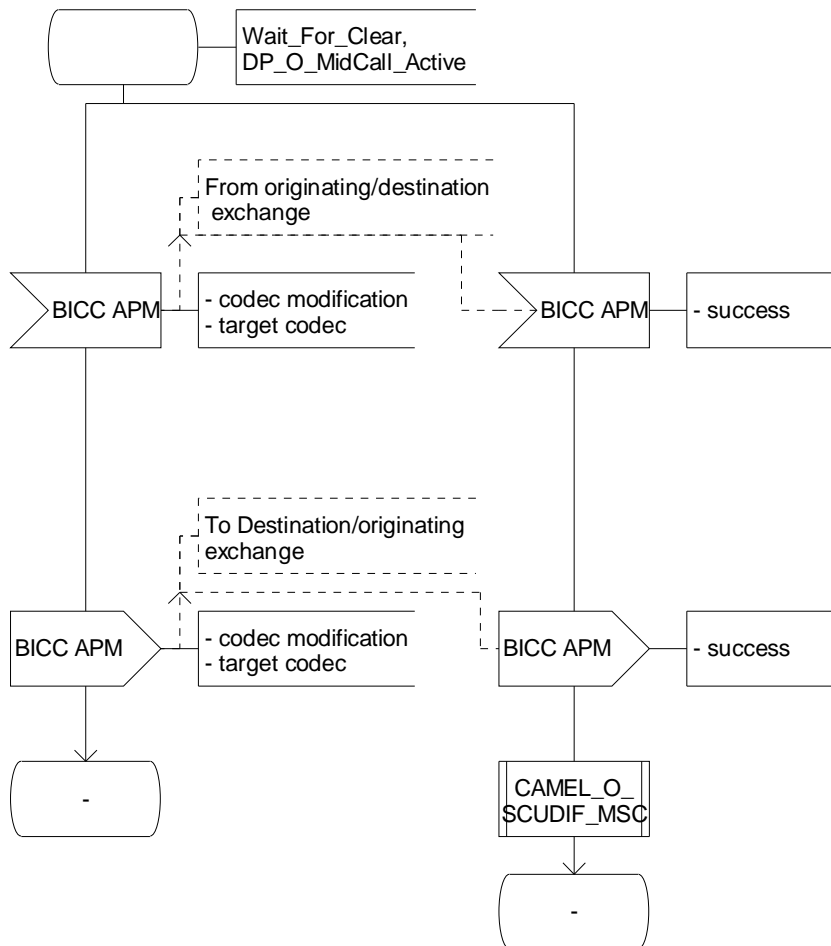 Wait_For_Clear,
DP_O_MidCall_Active
From originating/destination
exchange
BICC APM
- codec modification
- target codec
BICC APM
- success
To Destination/originating
exchange
BICC APM
- codec modification
- target codec
BICC APM
- success
-
CAMEL_O_
SCUDIF_MSC
-